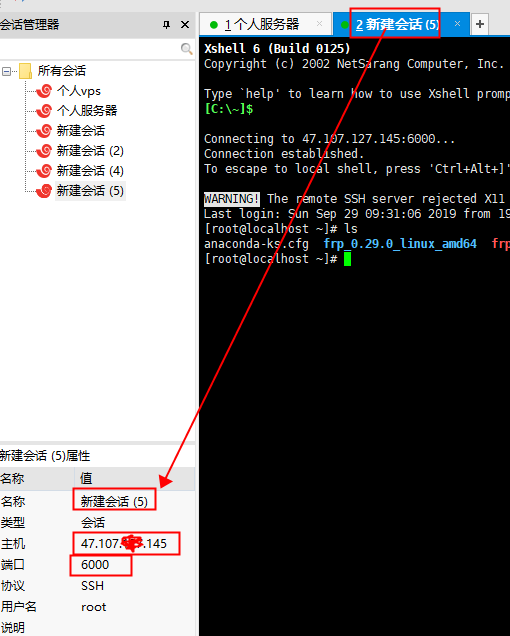 会话管理器
1 个人服务器
2 新建会话 (5)
所有会话
个人vps
个人服务器
新建会话
新建会话 (2)
新建会话 (4)
新建会话 (5)
Xshell 6 (Build 0125)
Copyright (c) 2002 NetSarang Computer, Inc.
Type `help' to learn how to use Xshell promp
[C:\~]$
Connecting to 47.107.127.145:6000...
Connection established.
To escape to local shell, press 'Ctrl+Alt+]'
WARNING! The remote SSH server rejected X11
Last login: Sun Sep 29 09:31:06 2019 from 19
[root@localhost ~]# ls
anaconda-ks.cfg frp_0.29.0_linux_amd64 frp
[root@localhost ~]#
新建会话 (5)属性
名称 值
名称 新建会话 (5)
类型 会话
主机 47.107. .145
端口 6000
协议 SSH
用户名 root
说明